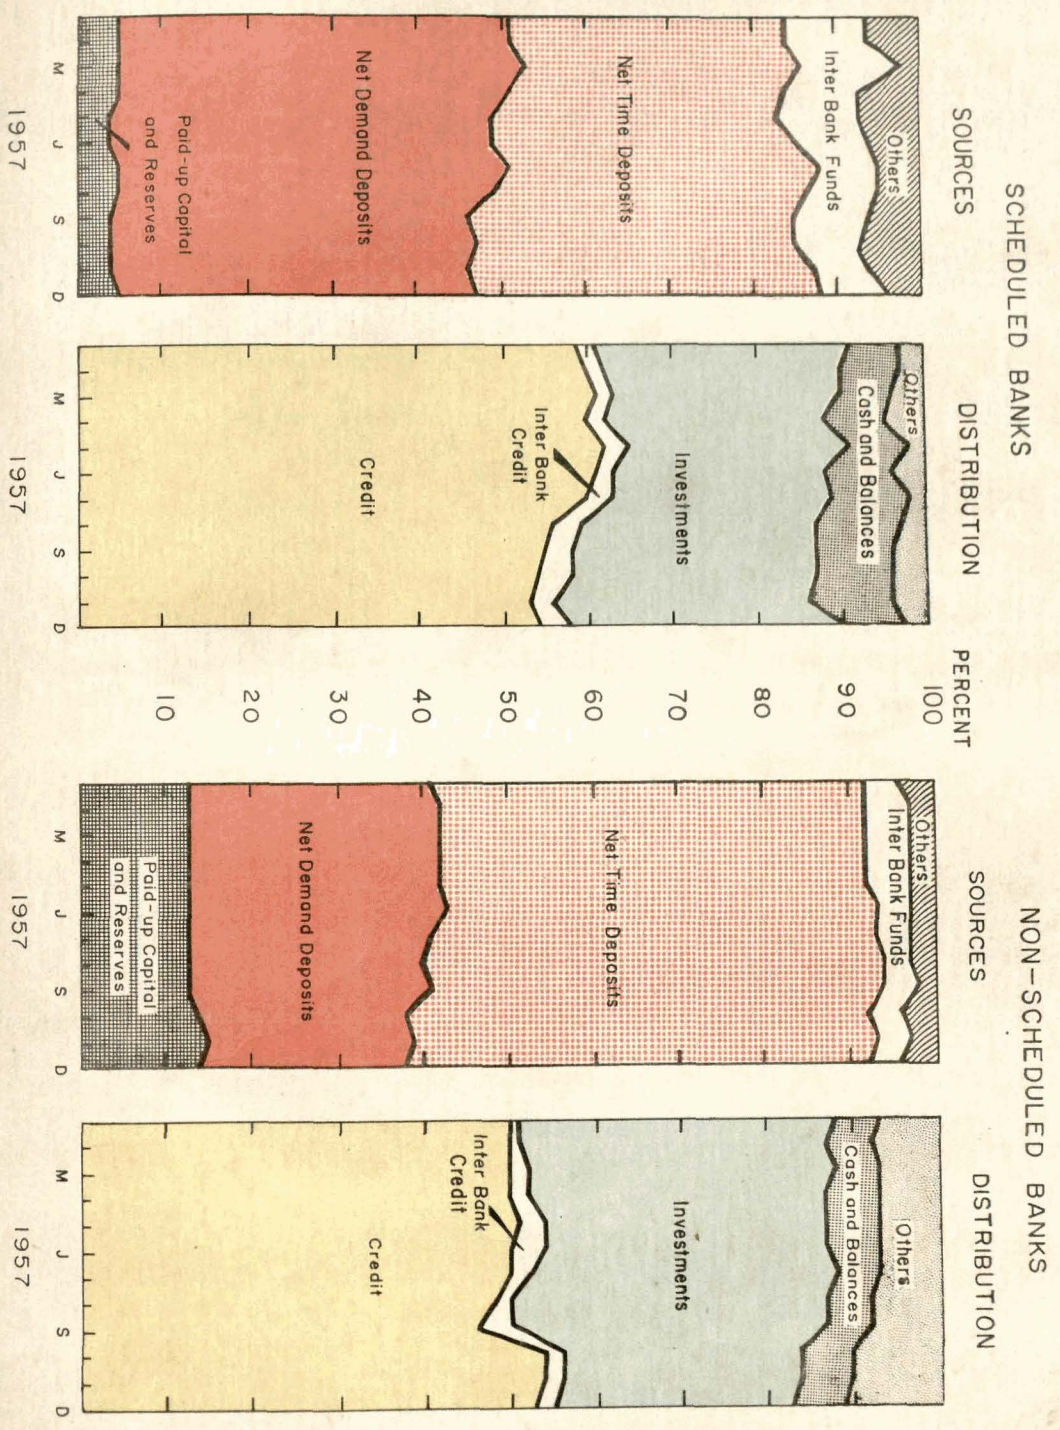 SCHEDULED BANKS
SOURCES
Others
Inter Bank Funds
Net Time Deposits
Net Demand Deposits
Paid-up Capital
and Reserves
M J S D
1957
DISTRIBUTION
Others
Cash and Balances
Investments
Inter Bank
Credit
Credit
M J S D
1957
PERCENT
100
90
80
70
60
50
40
30
20
10
NON-SCHEDULED BANKS
SOURCES
Others
Inter Bank Funds
Net Time Deposits
Net Demand Deposits
Paid-up Capital
and Reserves
M J S D
1957
DISTRIBUTION
Others
Cash and Balances
Investments
Inter Bank
Credit
Credit
M J S D
1957